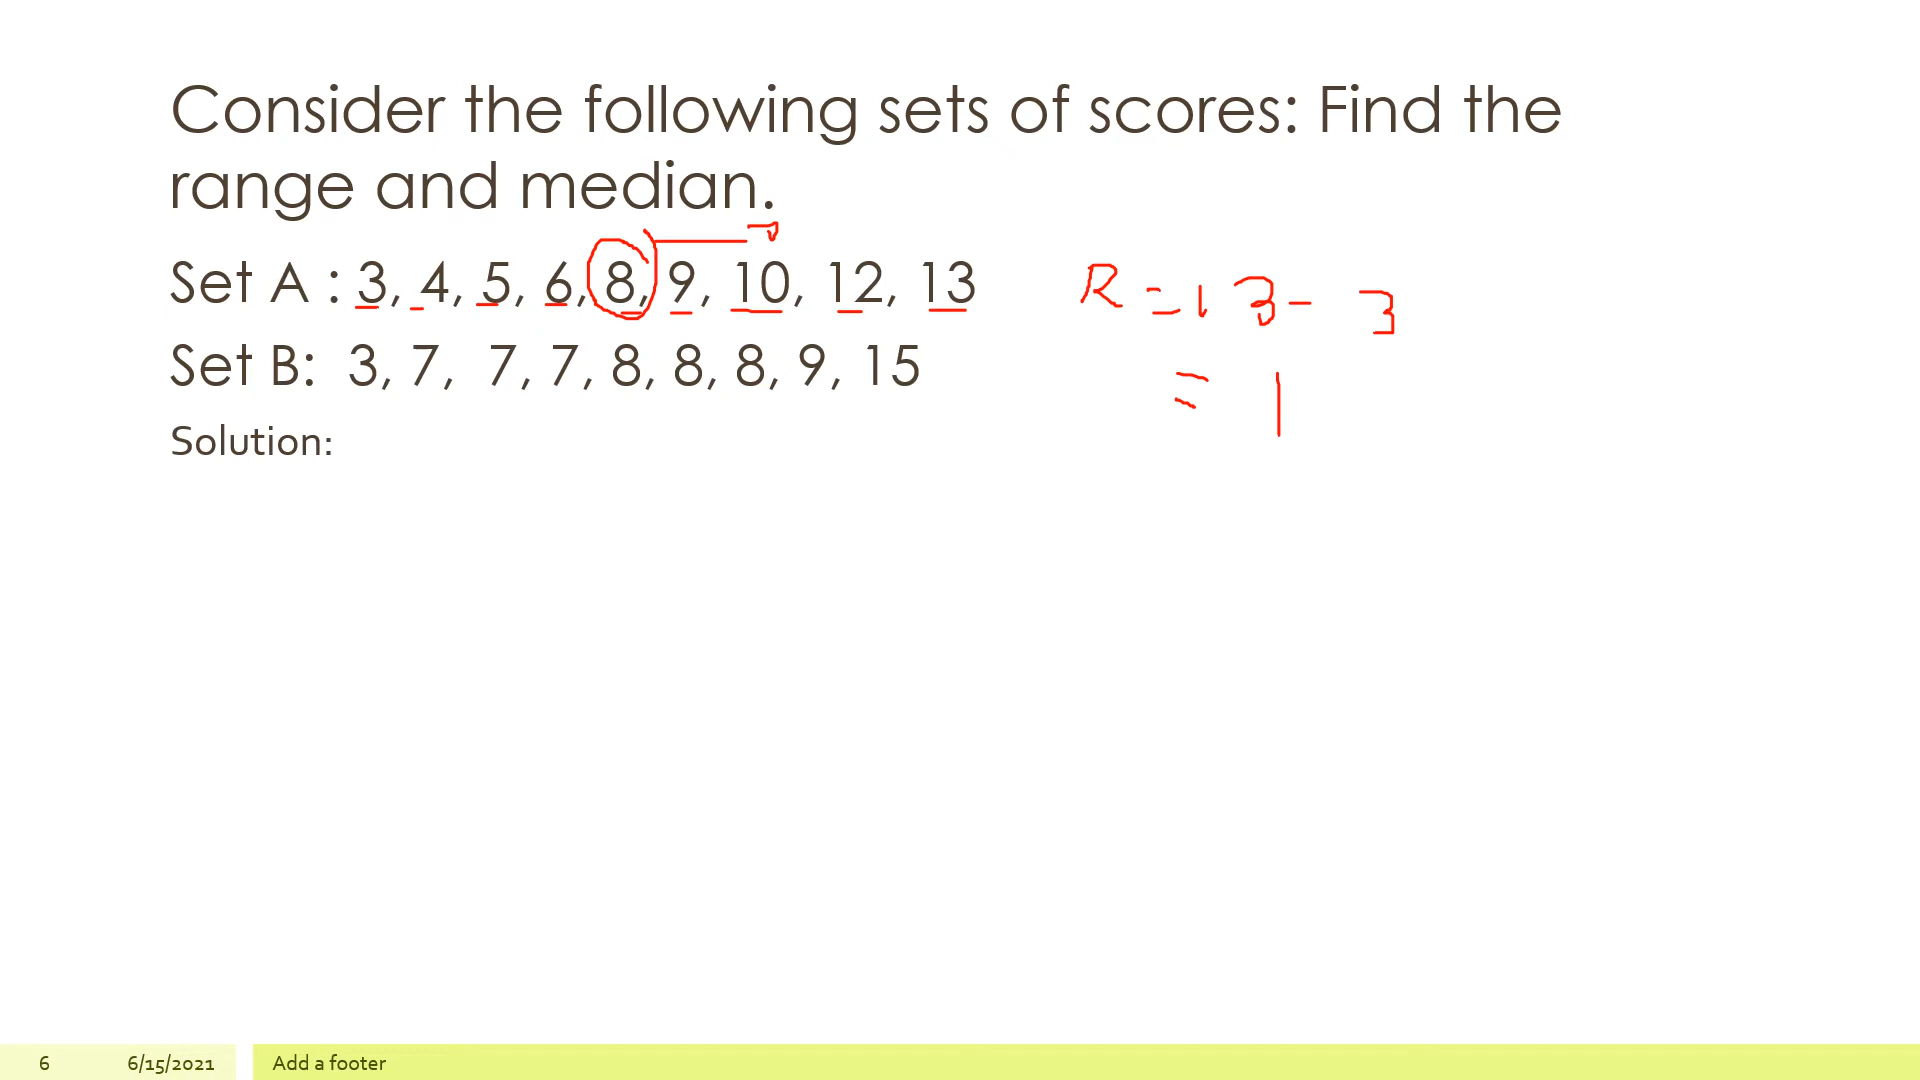 Consider the following sets of scores: Find the
range and median.
Set A : 3, 4, 5, 6, 8, 9, 10, 12, 13
R = 13 - 3
Set B: 3, 7, 7, 7, 8, 8, 8, 9, 15
= 1
Solution:
6 6/15/2021 Add a footer